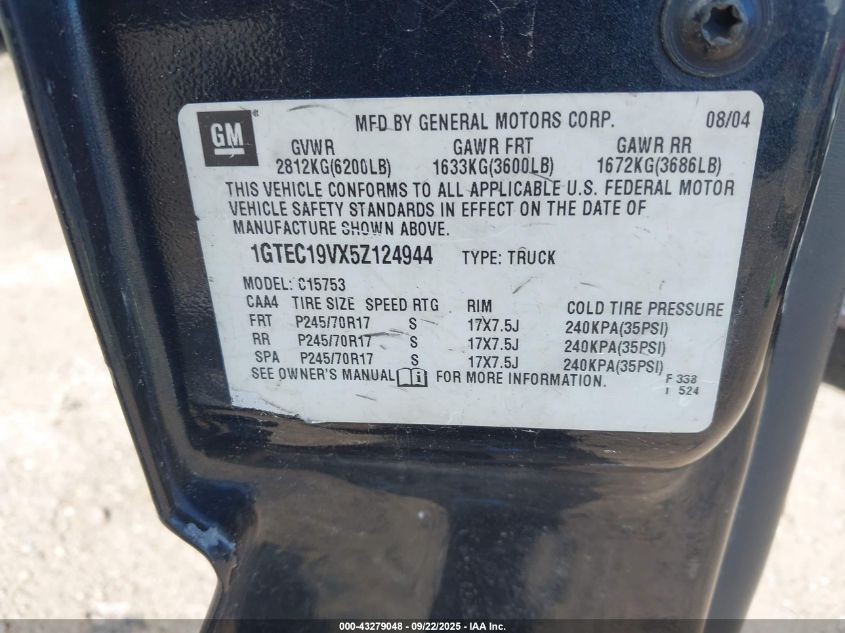 GM
MFD BY GENERAL MOTORS CORP. 08/04
GVWR GAWR FRT GAWR RR
2812KG(6200LB) 1633KG(3600LB) 1672KG(3686LB)
THIS VEHICLE CONFORMS TO ALL APPLICABLE U.S. FEDERAL MOTOR
VEHICLE SAFETY STANDARDS IN EFFECT ON THE DATE OF
MANUFACTURE SHOWN ABOVE.
1GTEC19VX5Z124944 TYPE: TRUCK
MODEL: C15753
CAA4 TIRE SIZE SPEED RTG RIM COLD TIRE PRESSURE
FRT P245/70R17 S 17X7.5J 240KPA(35PSI)
RR P245/70R17 S 17X7.5J 240KPA(35PSI)
SPA P245/70R17 S 17X7.5J 240KPA(35PSI)
SEE OWNER'S MANUAL FOR MORE INFORMATION.
F 338
I 524
000-43279048 - 09/22/2025 - IAA Inc.